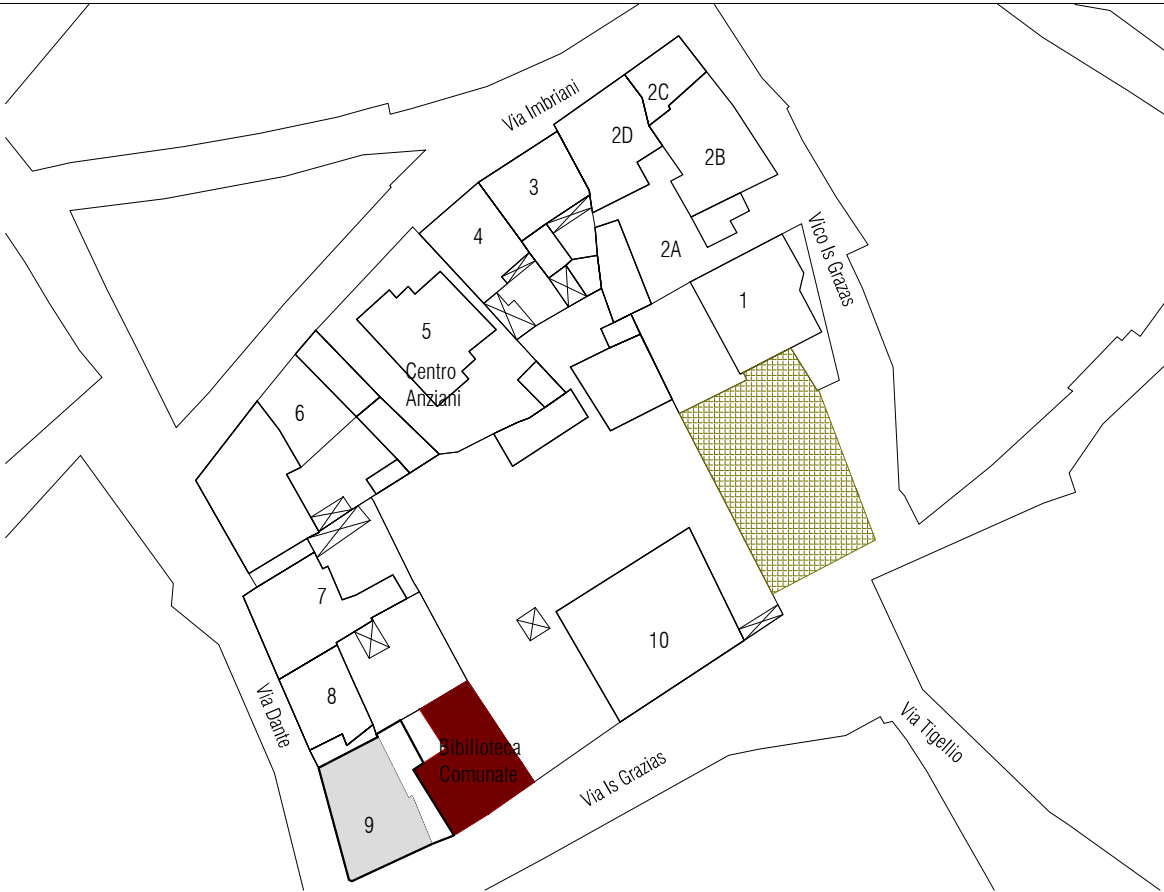 Via Imbriani
2C
2D
2B
3
4
2A
Vico Is Grazas
1
5
Centro
Anziani
6
7
10
8
Via Dante
Bibilioteca
Comunale
Via Tigellio
Via Is Grazias
9